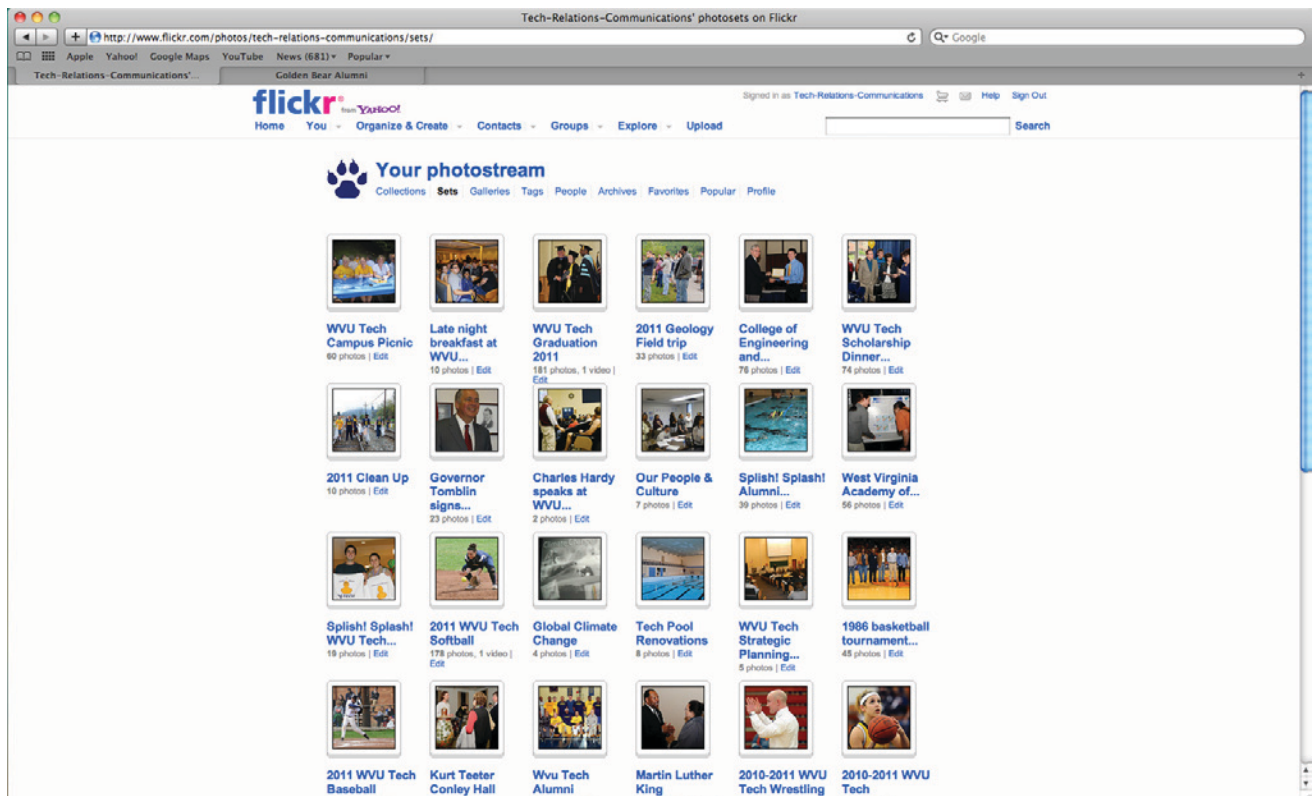 Tech-Relations-Communications' photosets on Flickr
http://www.flickr.com/photos/tech-relations-communications/sets/
Google
Apple Yahoo! Google Maps YouTube News (681) Popular
Tech-Relations-Communications'... Golden Bear Alumni
flickr from YAHOO!
Signed in as Tech-Relations-Communications Help Sign Out
Home You Organize & Create Contacts Groups Explore Upload Search
Your photostream
Collections Sets Galleries Tags People Archives Favorites Popular Profile
WVU Tech
Campus Picnic
60 photos | Edit
Late night
breakfast at
WVU...
10 photos | Edit
WVU Tech
Graduation
2011
181 photos, 1 video |
Edit
2011 Geology
Field trip
33 photos | Edit
College of
Engineering
and...
76 photos | Edit
WVU Tech
Scholarship
Dinner...
74 photos | Edit
2011 Clean Up
10 photos | Edit
Governor
Tomblin
signs...
23 photos | Edit
Charles Hardy
speaks at
WVU...
2 photos | Edit
Our People &
Culture
7 photos | Edit
Splish! Splash!
Alumni...
39 photos | Edit
West Virginia
Academy of...
56 photos | Edit
Splish! Splash!
WVU Tech...
19 photos | Edit
2011 WVU Tech
Softball
178 photos, 1 video |
Edit
Global Climate
Change
4 photos | Edit
Tech Pool
Renovations
8 photos | Edit
WVU Tech
Strategic
Planning...
5 photos | Edit
1986 basketball
tournament...
45 photos | Edit
2011 WVU Tech
Baseball
Kurt Teeter
Conley Hall
Wvu Tech
Alumni
Martin Luther
King
2010-2011 WVU
Tech Wrestling
2010-2011 WVU
Tech